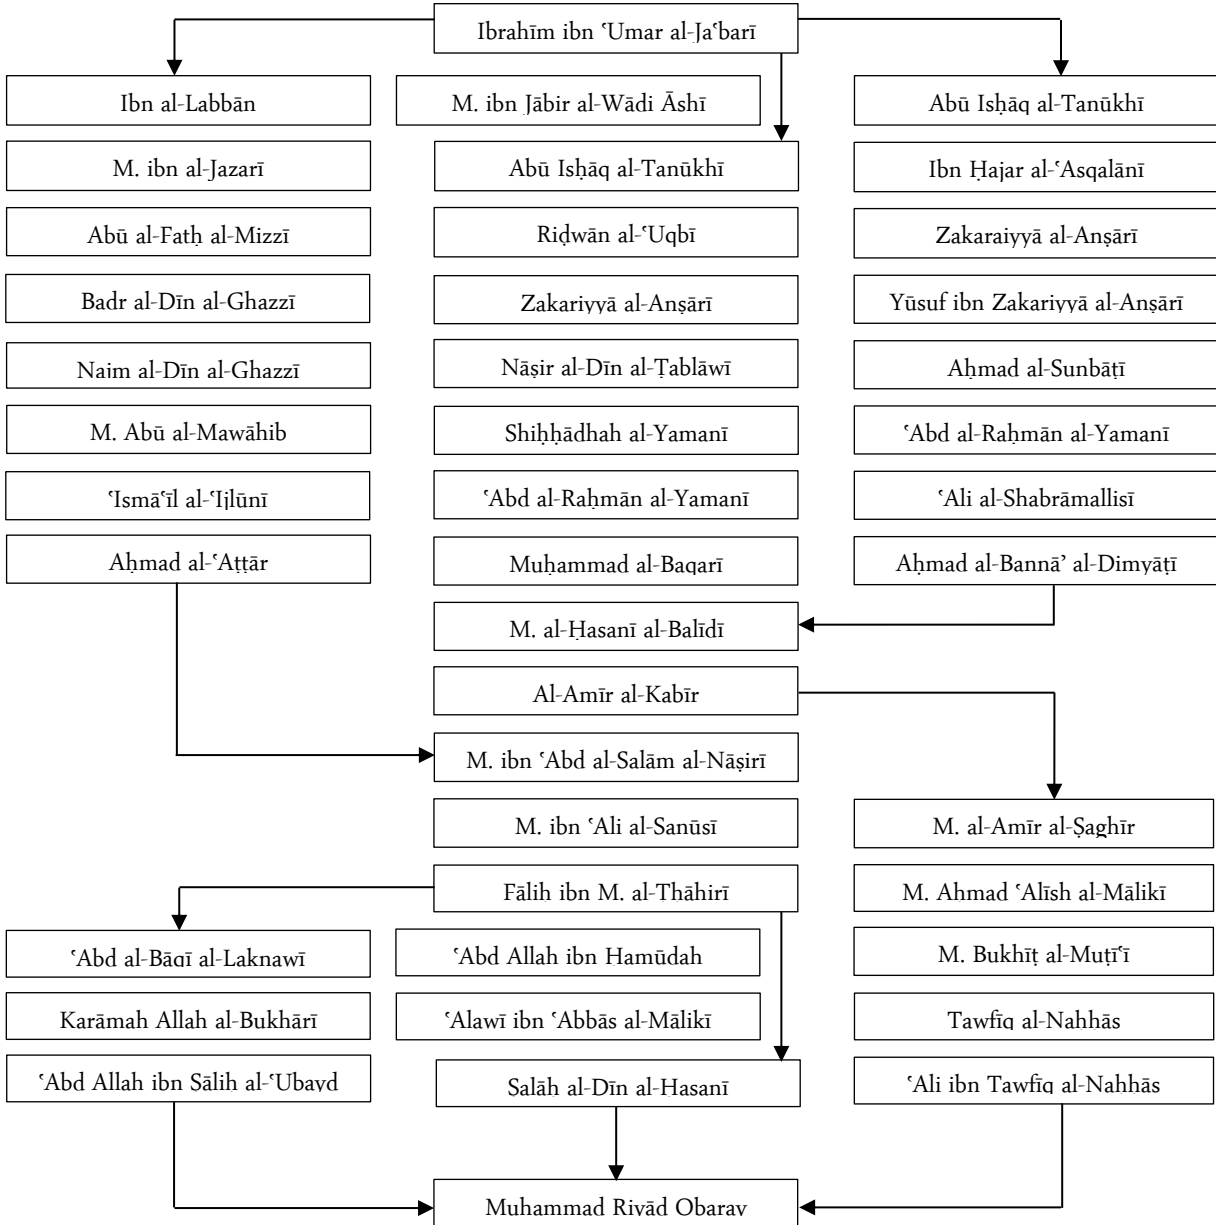 Ibrahīm ibn ʿUmar al-Jaʿbarī
Ibn al-Labbān
M. ibn Jābir al-Wādi Āshī
Abū Isḥāq al-Tanūkhī
M. ibn al-Jazarī
Abū Isḥāq al-Tanūkhī
Ibn Ḥajar al-ʿAsqalānī
Abū al-Fatḥ al-Mizzī
Riḍwān al-ʿUqbī
Zakaraiyyā al-Anṣārī
Badr al-Dīn al-Ghazzī
Zakariyyā al-Anṣārī
Yūsuf ibn Zakariyyā al-Anṣārī
Najm al-Dīn al-Ghazzī
Nāṣir al-Dīn al-Ṭablāwī
Aḥmad al-Sunbāṭī
M. Abū al-Mawāhib
Shiḥḥādhah al-Yamanī
ʿAbd al-Raḥmān al-Yamanī
ʿIsmāʿīl al-ʿIjlūnī
ʿAbd al-Raḥmān al-Yamanī
ʿAli al-Shabrāmallisī
Aḥmad al-ʿAṭṭār
Muḥammad al-Baqarī
Aḥmad al-Bannā’ al-Dimyāṭī
M. al-Ḥasanī al-Balīdī
Al-Amīr al-Kabīr
M. ibn ʿAbd al-Salām al-Nāṣirī
M. ibn ʿAli al-Sanūsī
M. al-Amīr al-Ṣaghīr
Fālih ibn M. al-Thāhirī
M. Ahmad ʿAlīsh al-Mālikī
ʿAbd al-Bāqī al-Laknawī
ʿAbd Allah ibn Hamūdah
M. Bukhīṭ al-Muṭīʿī
Karāmah Allah al-Bukhārī
ʿAlawī ibn ʿAbbās al-Mālikī
Tawfīq al-Nahhās
ʿAbd Allah ibn Sālih al-ʿUbayd
Ṣalāḥ al-Dīn al-Ḥasanī
ʿAli ibn Tawfīq al-Nahhās
Muhammad Riyād Obaray